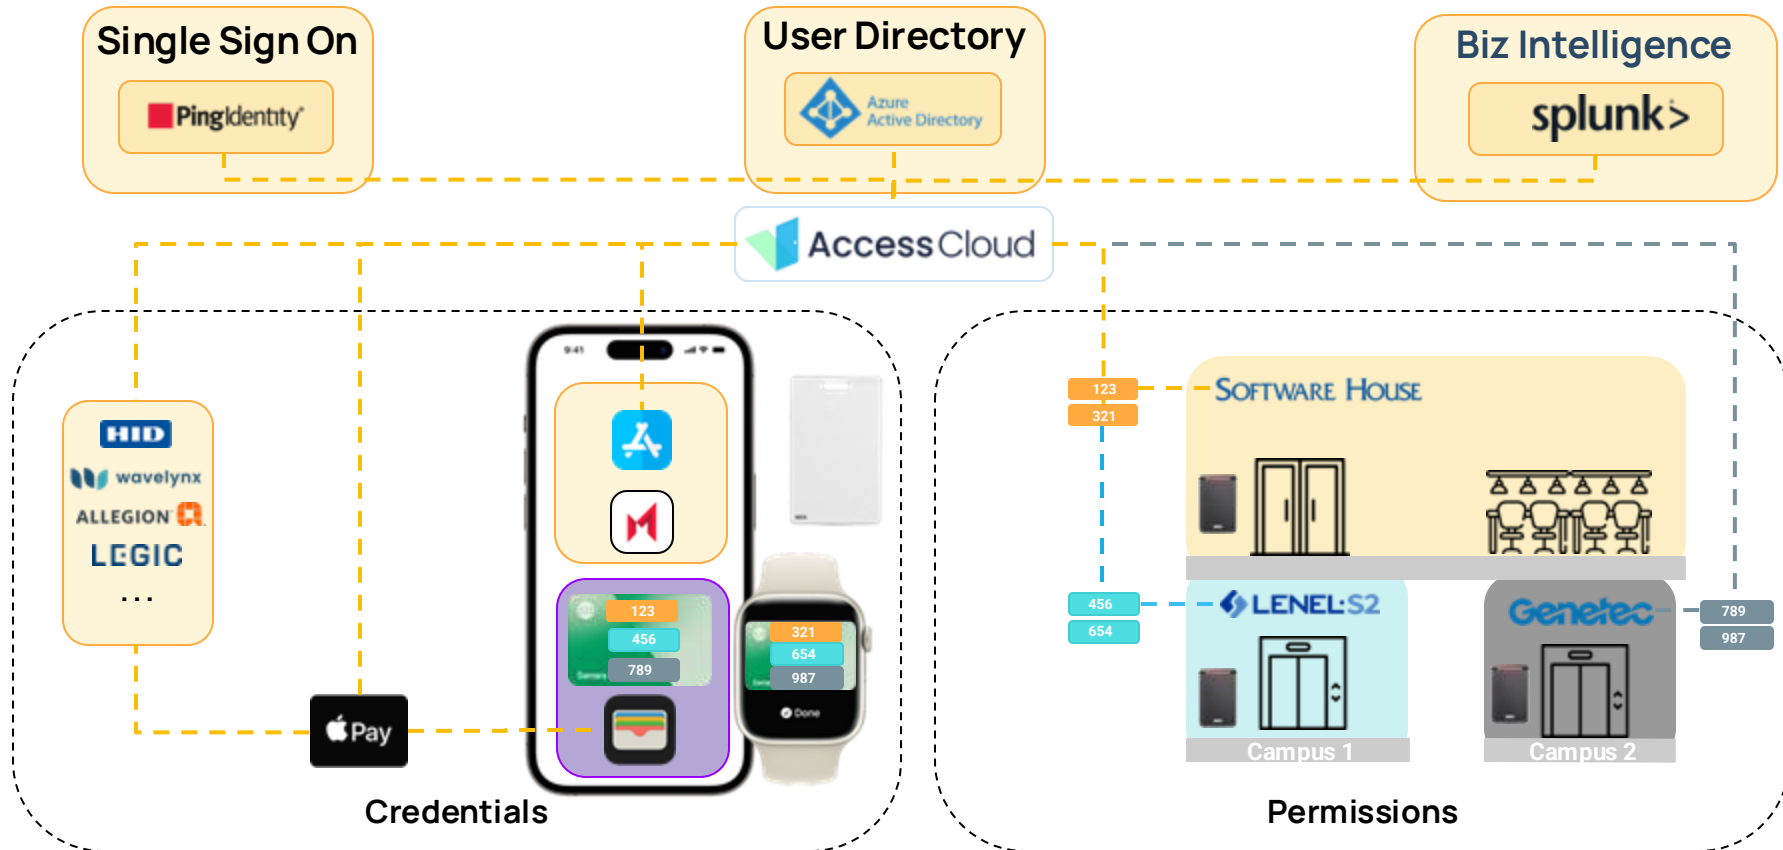 Single Sign On
PingIdentity
User Directory
Azure
Active Directory
Biz Intelligence
splunk>
AccessCloud
9:41
HID
wavelynx
ALLEGION
LEGIC
...
Pay
123
456
789
321
654
987
Done
Credentials
123
321
SOFTWARE HOUSE
456
654
LENEL·S2
Genetec
789
987
Campus 1
Campus 2
Permissions